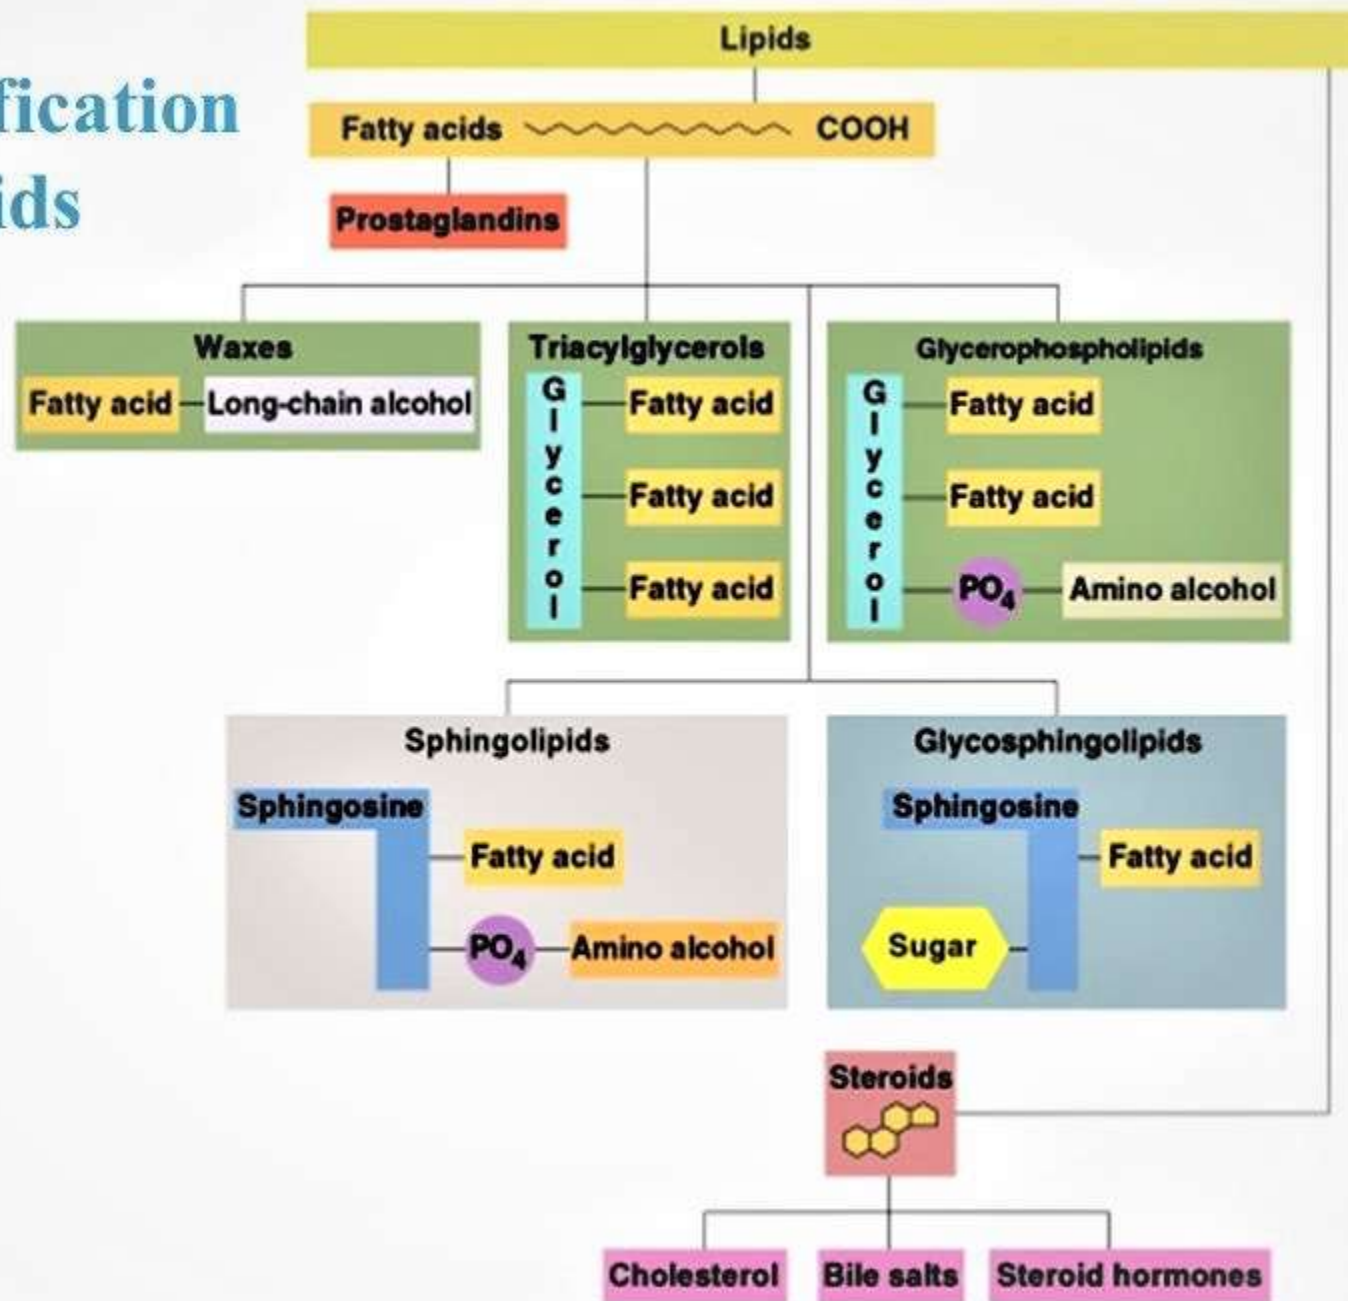 Lipids
fication
ids
Fatty acids COOH
Prostaglandins
Waxes
Fatty acid Long-chain alcohol
Triacylglycerols
Glycerol
Fatty acid
Fatty acid
Fatty acid
Glycerophospholipids
Glycerol
Fatty acid
Fatty acid
PO4 Amino alcohol
Sphingolipids
Sphingosine
Fatty acid
PO4 Amino alcohol
Glycosphingolipids
Sphingosine
Fatty acid
Sugar
Steroids
Cholesterol Bile salts Steroid hormones